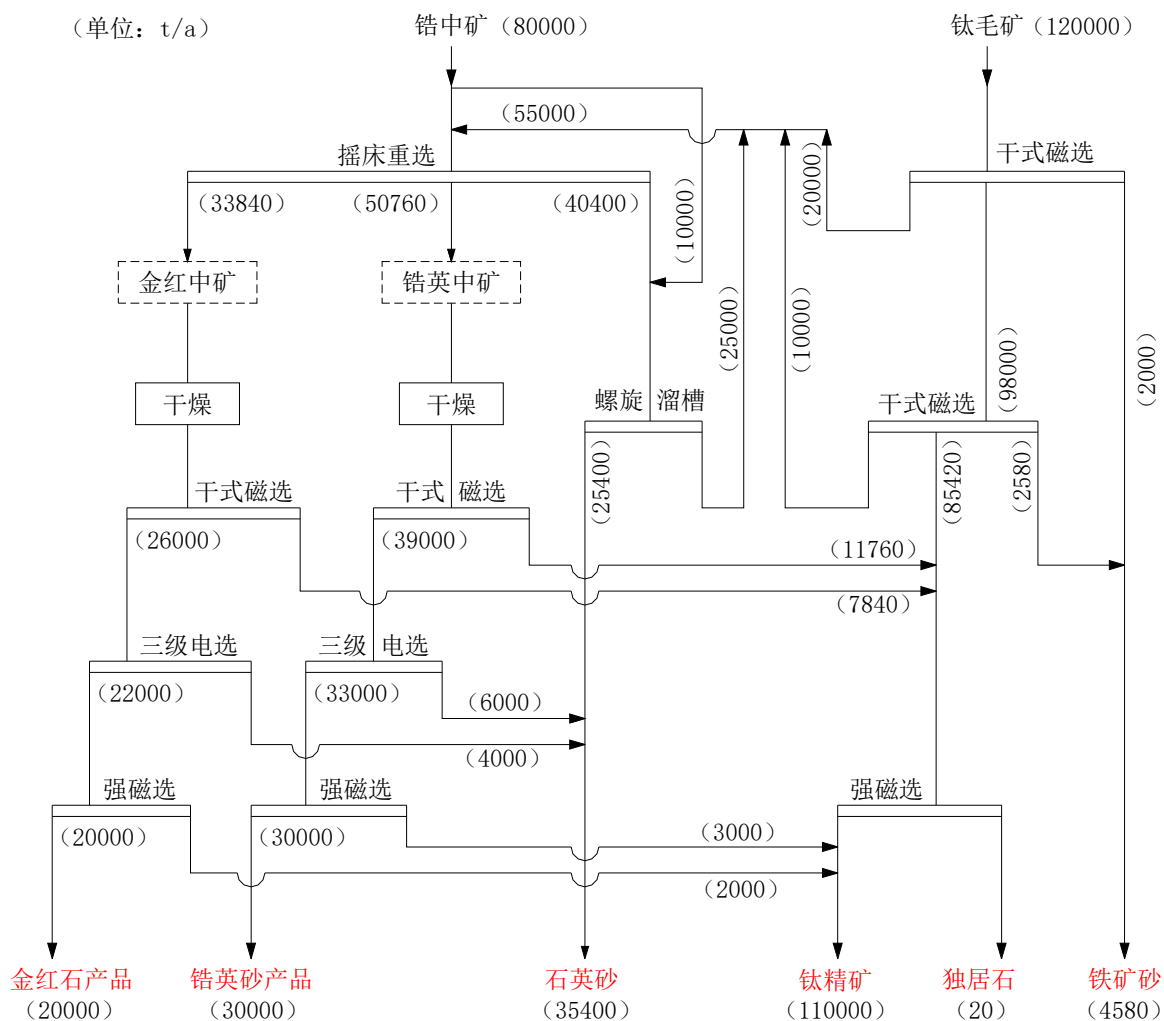 （单位：t/a）
锆中矿（80000）
钛毛矿（120000）
（55000）
摇床重选
干式磁选
（33840）
（50760）
（40400）
（10000）
（20000）
金红中矿
锆英中矿
（25000）
（10000）
（98000）
（2000）
干燥
干燥
螺旋 溜槽
干式磁选
（25400）
（85420）
（2580）
干式磁选
干式 磁选
（26000）
（39000）
（11760）
（7840）
三级电选
三级 电选
（22000）
（33000）
（6000）
（4000）
强磁选
强磁选
强磁选
（20000）
（30000）
（3000）
（2000）
金红石产品
锆英砂产品
石英砂
钛精矿
独居石
铁矿砂
（20000）
（30000）
（35400）
（110000）
（20）
（4580）